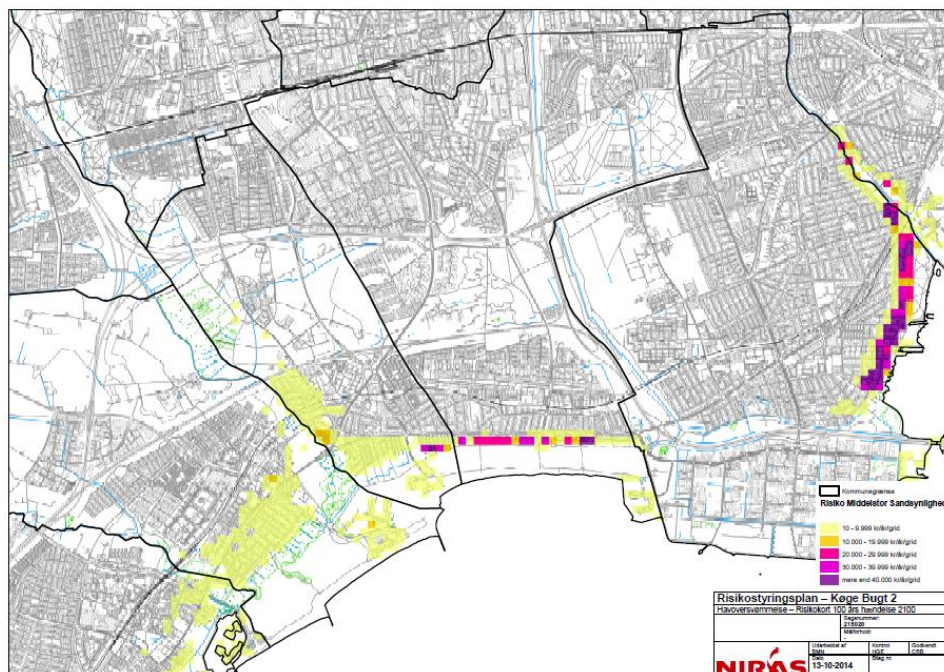 Kommunegrænse
Risiko Middelstor Sandsynlighed
10 - 9.999 kr/år/grid
10.000 - 19.999 kr/år/grid
20.000 - 29.999 kr/år/grid
30.000 - 39.999 kr/år/grid
mere end 40.000 kr/år/grid
Risikostyringsplan – Køge Bugt 2
Havoversvømmelse – Risikokort 100 års hændelse 2100
Sagsnummer:
215020
Målforhold:
-
Udarbejdet af
Kontrol
Godkendt
BMN
HGE
CRB
Dato
Bilag nr.
13-10-2014
NIRAS